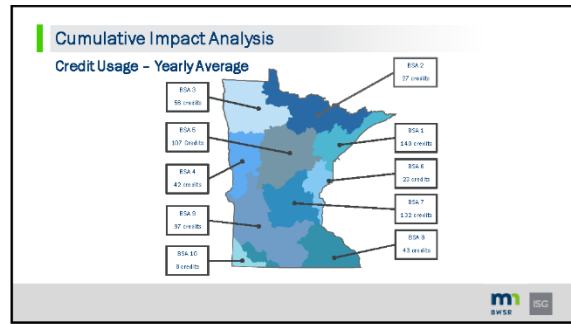 Cumulative Impact Analysis
Credit Usage – Yearly Average
BSA 2
27 credits
BSA 3
58 credits
BSA 5
107 Credits
BSA 1
143 credits
BSA 4
42 credits
BSA 6
23 credits
BSA 7
132 credits
BSA 9
97 credits
BSA 8
43 credits
BSA 10
8 credits
BWSR
ISG